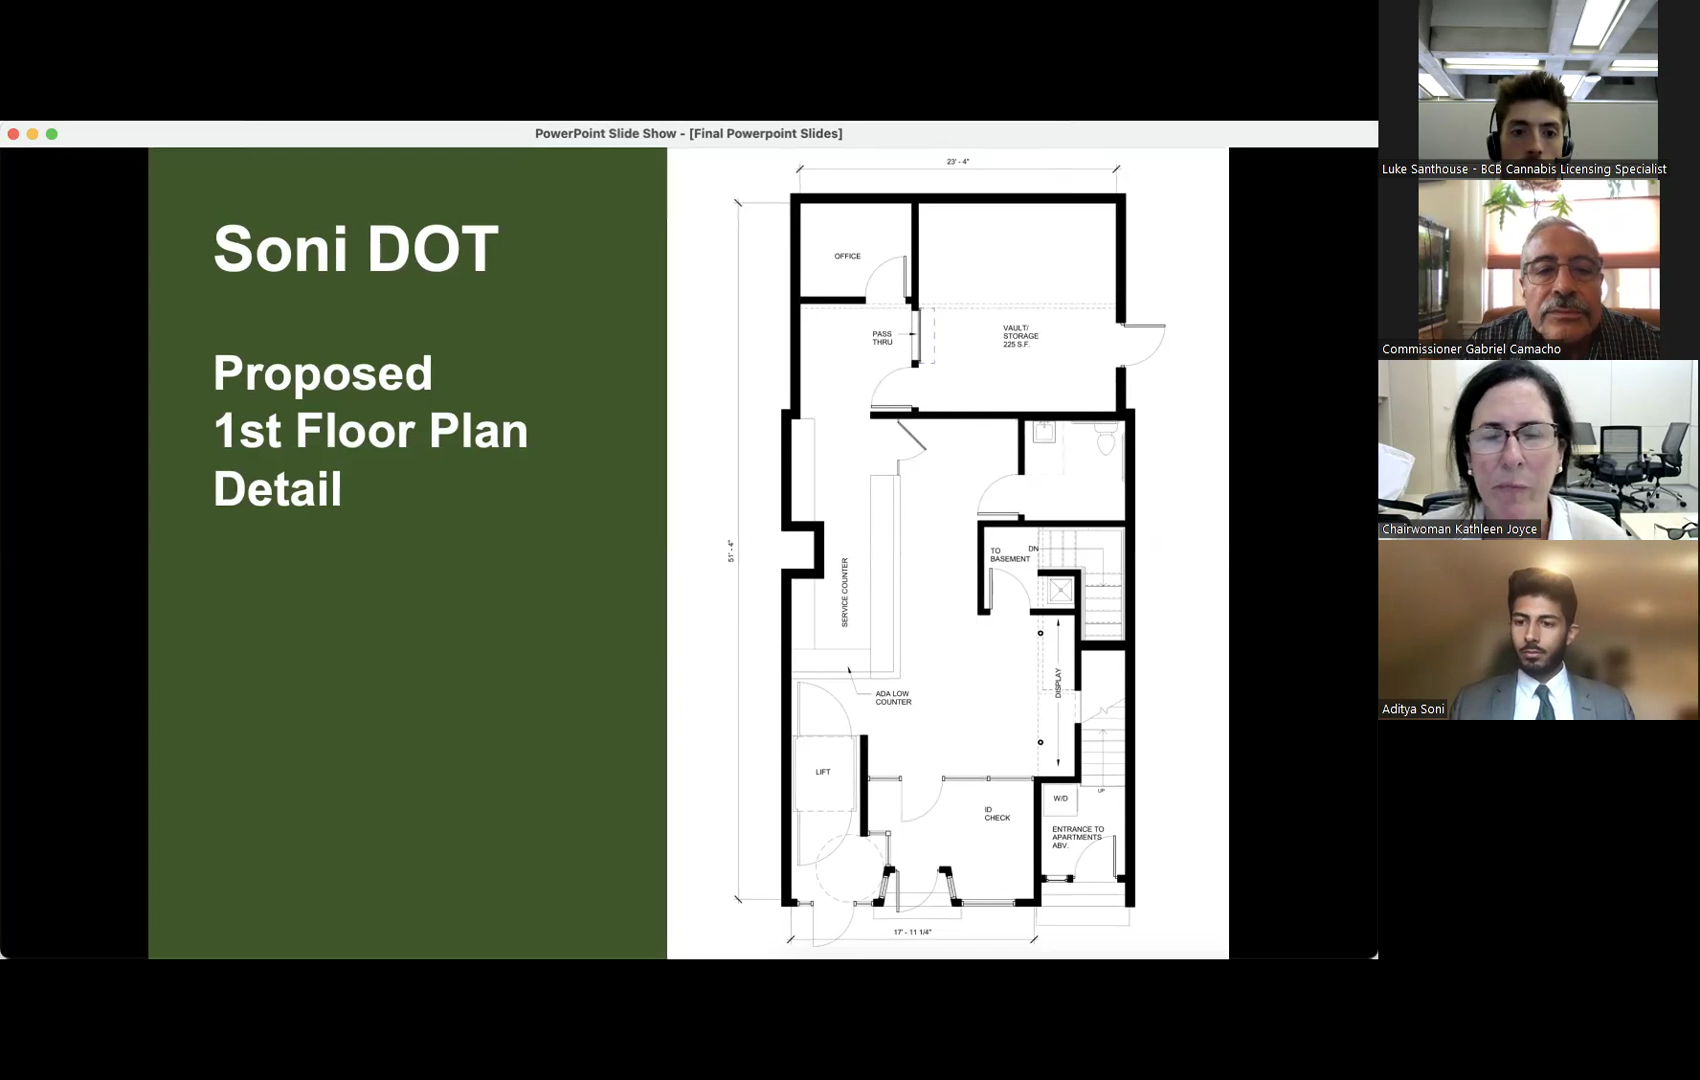 PowerPoint Slide Show - [Final Powerpoint Slides]
Soni DOT
Proposed
1st Floor Plan
Detail
23' - 4"
51' - 4"
OFFICE
PASS
THRU
VAULT/
STORAGE
225 S.F.
TO
BASEMENT
DN
SERVICE COUNTER
ADA LOW
COUNTER
DISPLAY
LIFT
ID
CHECK
W/D
UP
ENTRANCE TO
APARTMENTS
ABV.
17' - 11 1/4"
Luke Santhouse - BCB Cannabis Licensing Specialist
Commissioner Gabriel Camacho
Chairwoman Kathleen Joyce
Aditya Soni